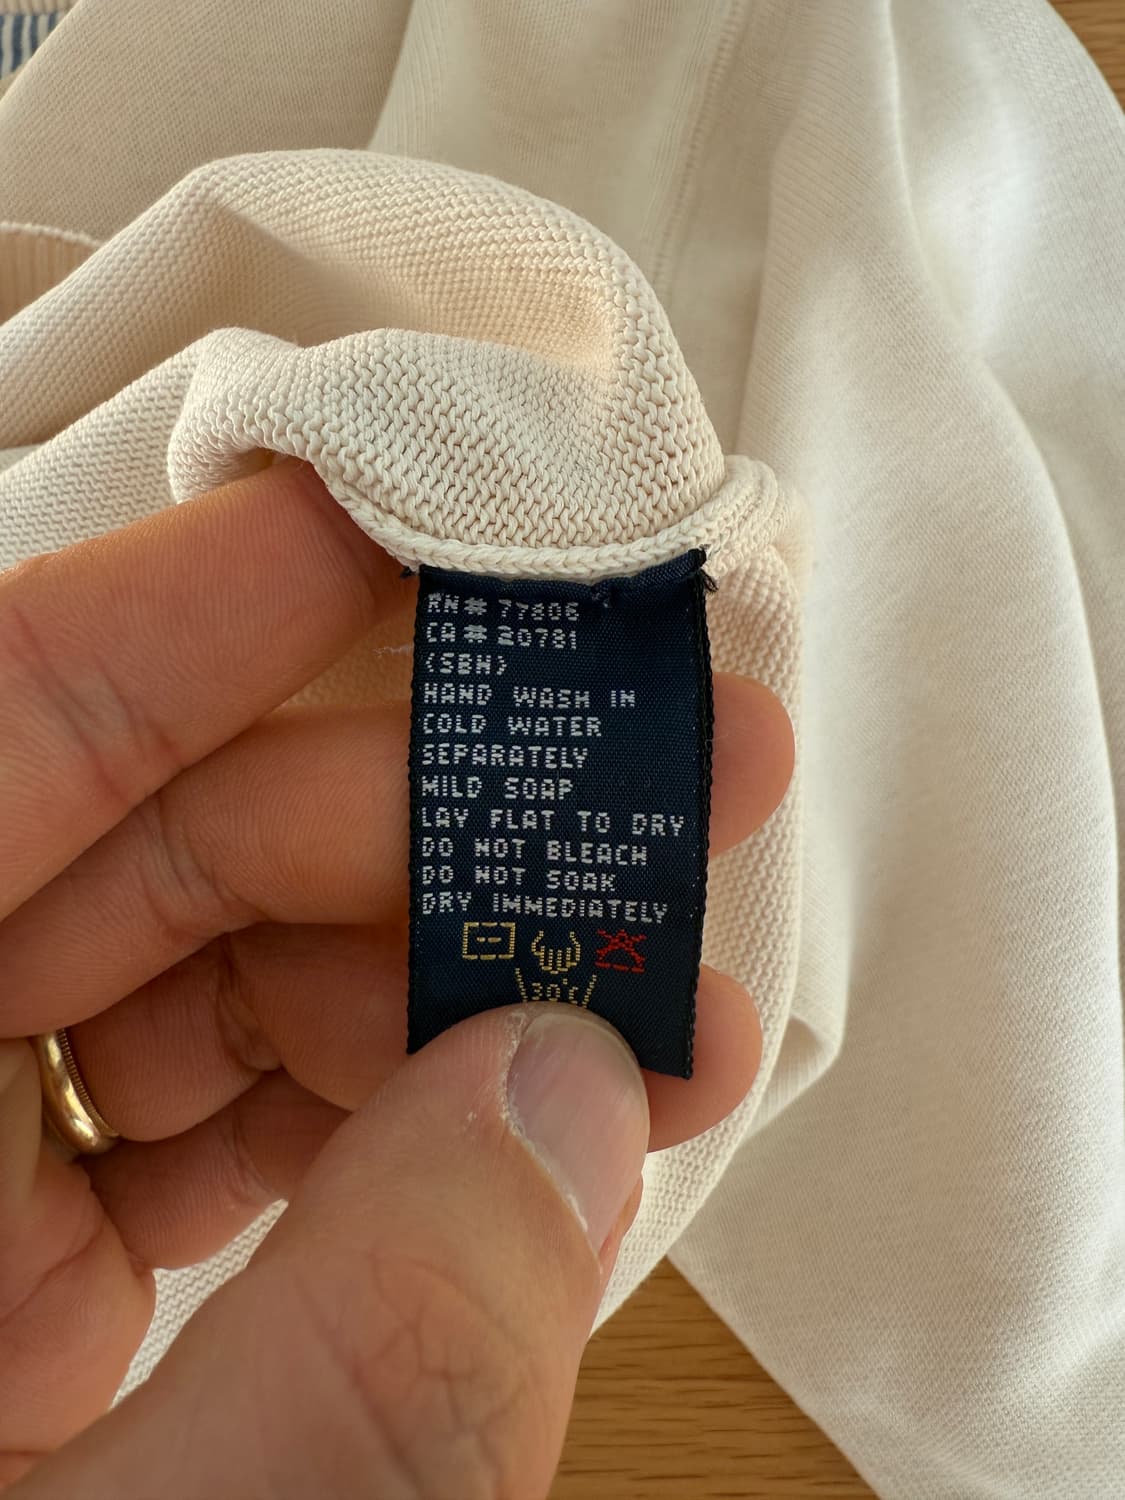 RN# 77806
CA# 20781
(SBH)
HAND WASH IN
COLD WATER
SEPARATELY
MILD SOAP
LAY FLAT TO DRY
DO NOT BLEACH
DO NOT SOAK
DRY IMMEDIATELY
30°C